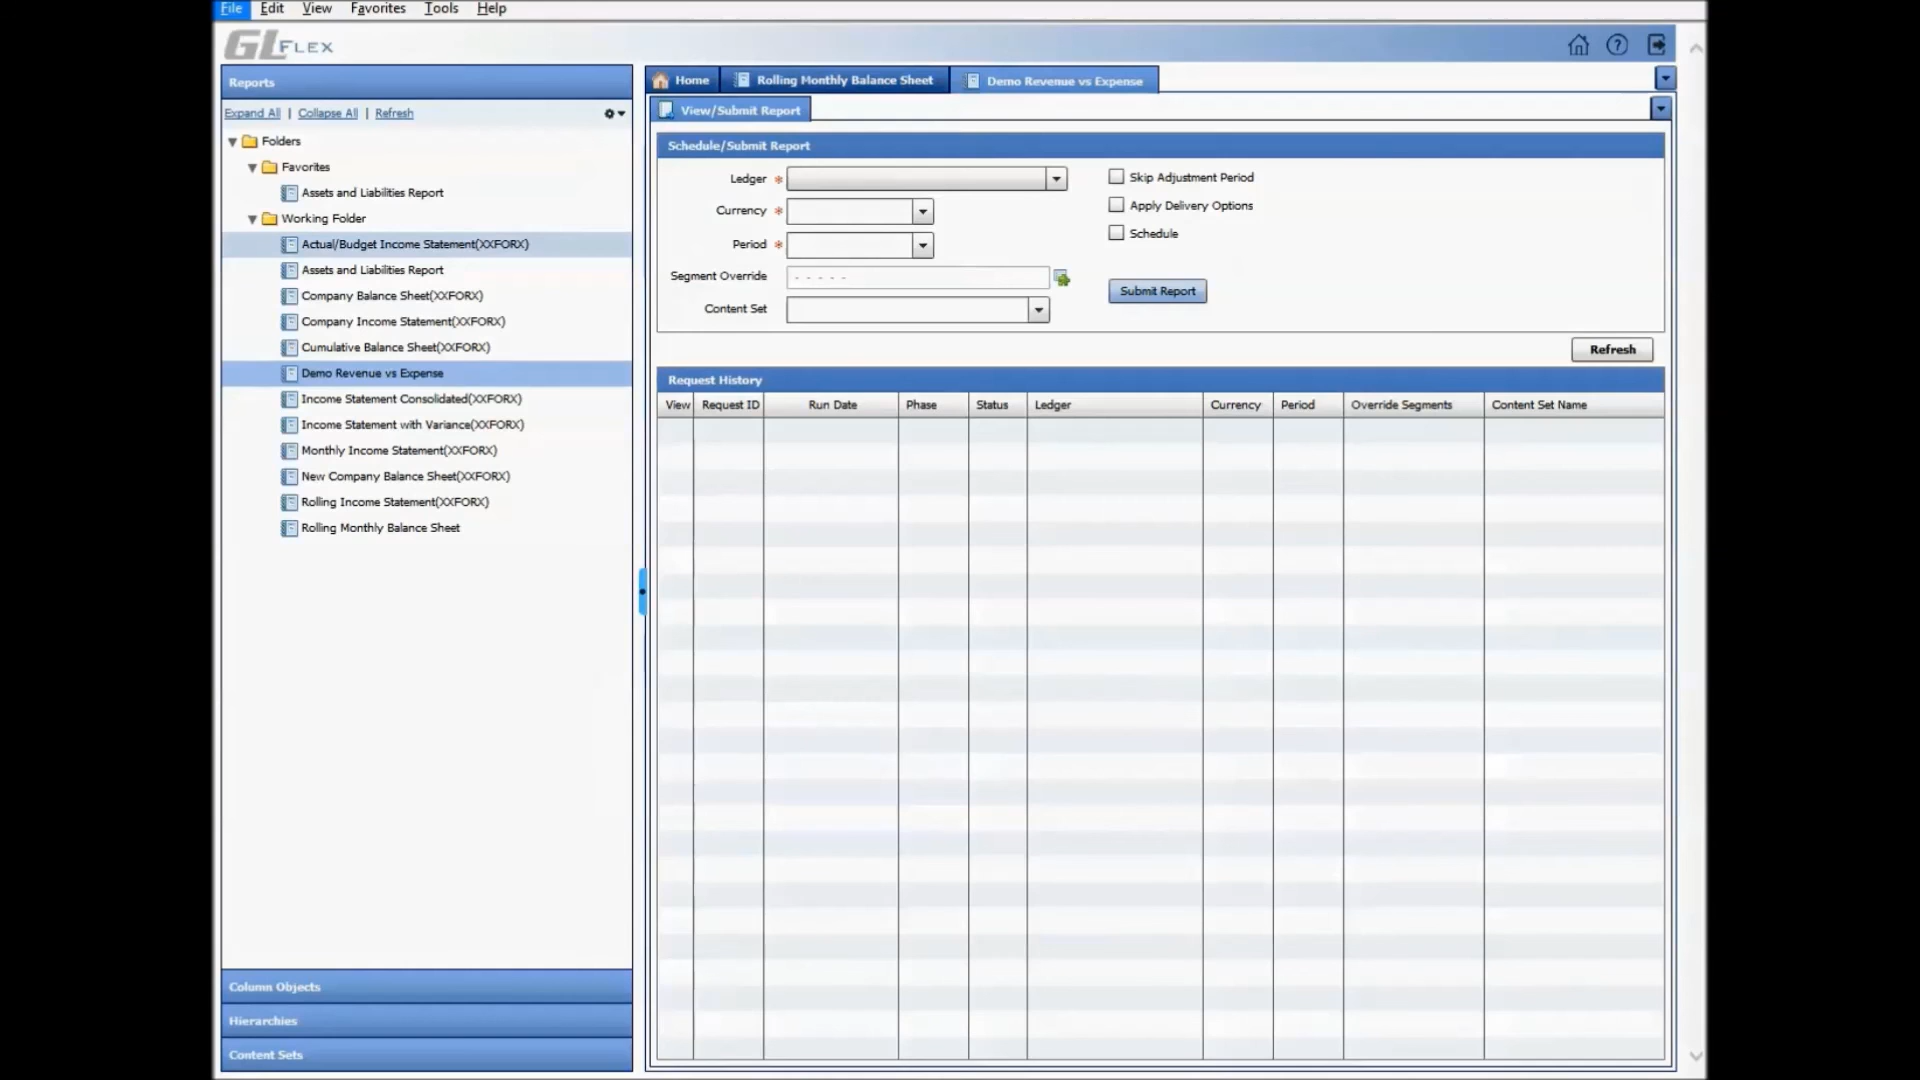 File Edit View Favorites Tools Help
GL FLEX
Reports
Expand All | Collapse All | Refresh
Folders
Favorites
Assets and Liabilities Report
Working Folder
Actual/Budget Income Statement(XXFORX)
Assets and Liabilities Report
Company Balance Sheet(XXFORX)
Company Income Statement(XXFORX)
Cumulative Balance Sheet(XXFORX)
Demo Revenue vs Expense
Income Statement Consolidated(XXFORX)
Income Statement with Variance(XXFORX)
Monthly Income Statement(XXFORX)
New Company Balance Sheet(XXFORX)
Rolling Income Statement(XXFORX)
Rolling Monthly Balance Sheet
Column Objects
Hierarchies
Content Sets
Home Rolling Monthly Balance Sheet Demo Revenue vs Expense
View/Submit Report
Schedule/Submit Report
Ledger * Skip Adjustment Period
Currency * Apply Delivery Options
Period * Schedule
Segment Override - - - - -
Submit Report
Content Set
Refresh
Request History
View Request ID Run Date Phase Status Ledger Currency Period Override Segments Content Set Name